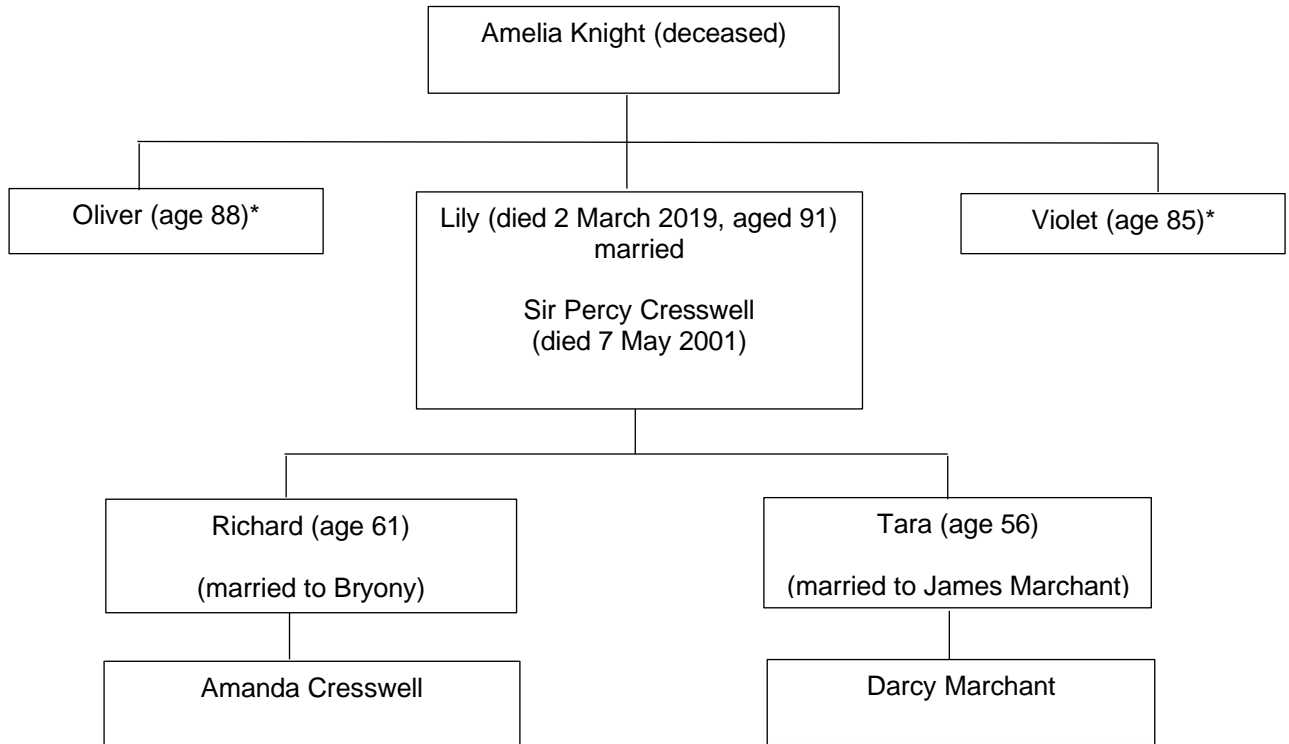 Amelia Knight (deceased)
Oliver (age 88)*
Lily (died 2 March 2019, aged 91)
married
Sir Percy Cresswell
(died 7 May 2001)
Violet (age 85)*
Richard (age 61)
(married to Bryony)
Tara (age 56)
(married to James Marchant)
Amanda Cresswell
Darcy Marchant